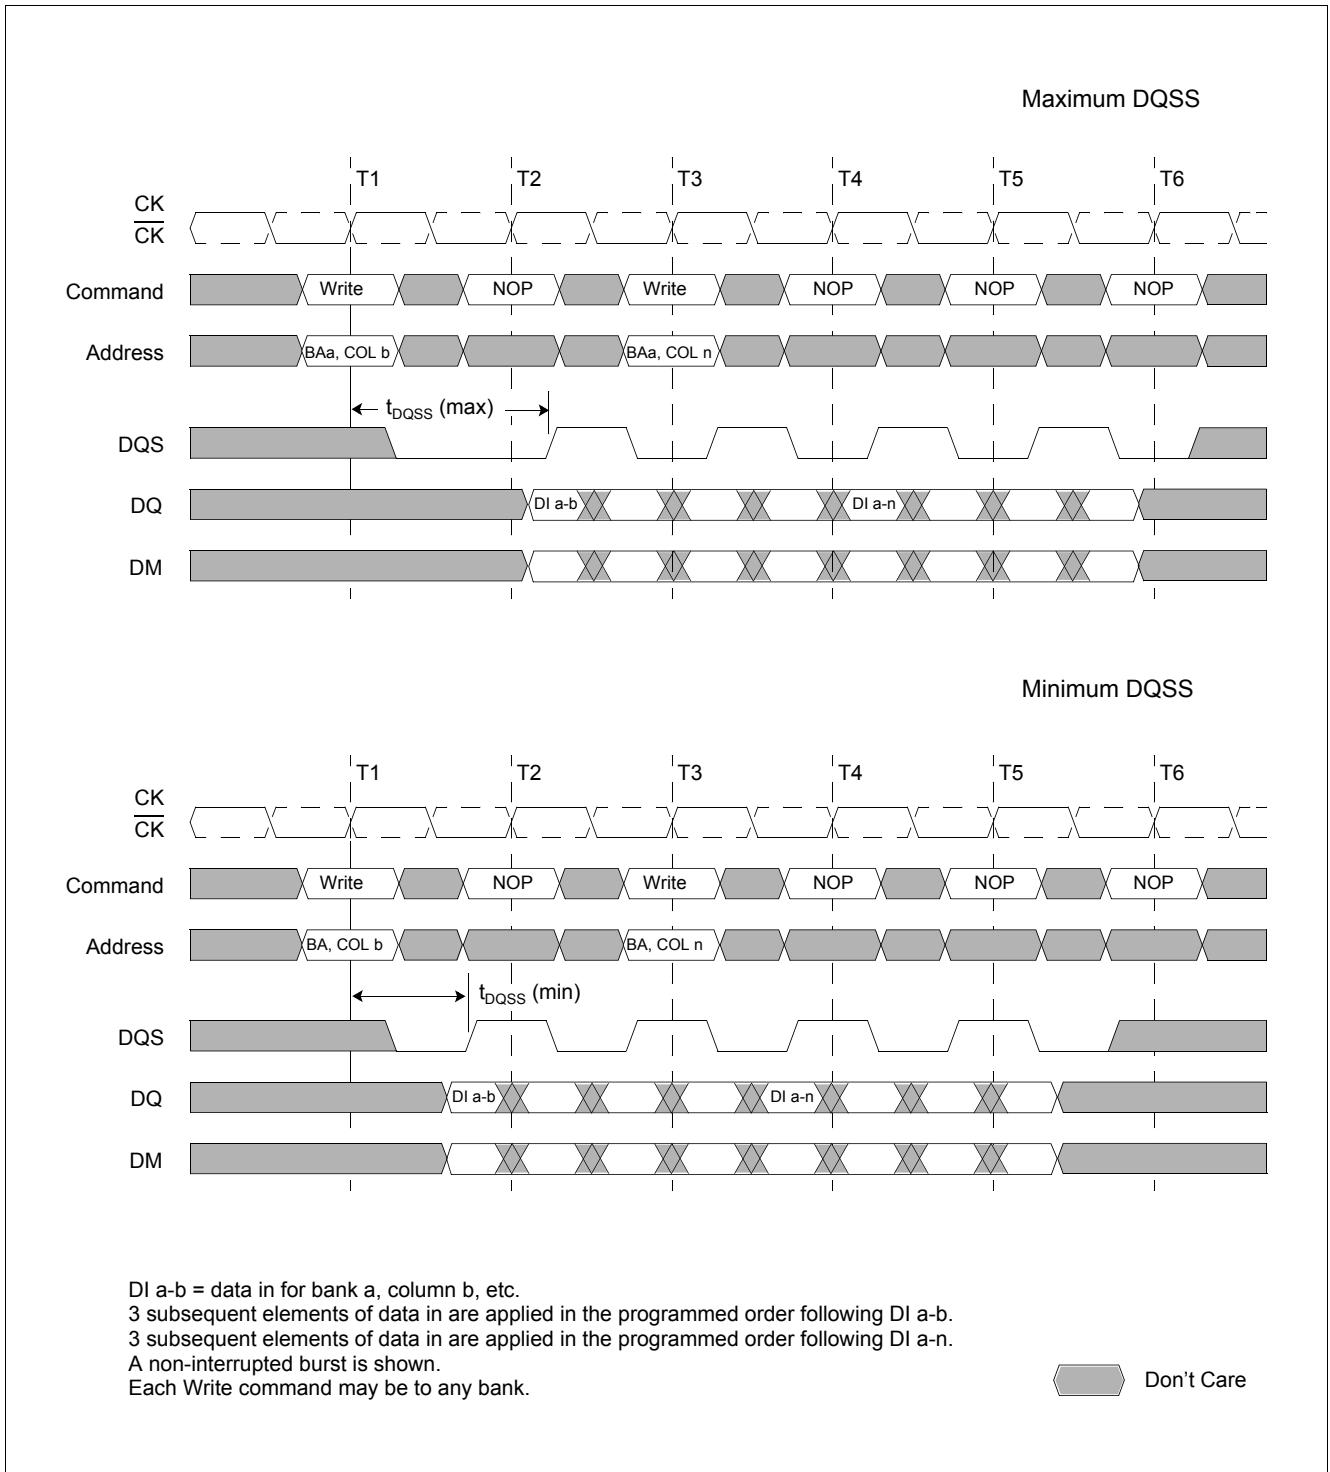 Maximum DQSS
T1 T2 T3 T4 T5 T6
CK
CK
Command Write NOP Write NOP NOP NOP
Address BAa, COL b BAa, COL n
tDQSS (max)
DQS
DQ DI a-b DI a-n
DM
Minimum DQSS
T1 T2 T3 T4 T5 T6
CK
CK
Command Write NOP Write NOP NOP NOP
Address BA, COL b BA, COL n
tDQSS (min)
DQS
DQ DI a-b DI a-n
DM
DI a-b = data in for bank a, column b, etc.
3 subsequent elements of data in are applied in the programmed order following DI a-b.
3 subsequent elements of data in are applied in the programmed order following DI a-n.
A non-interrupted burst is shown.
Each Write command may be to any bank.
Don't Care